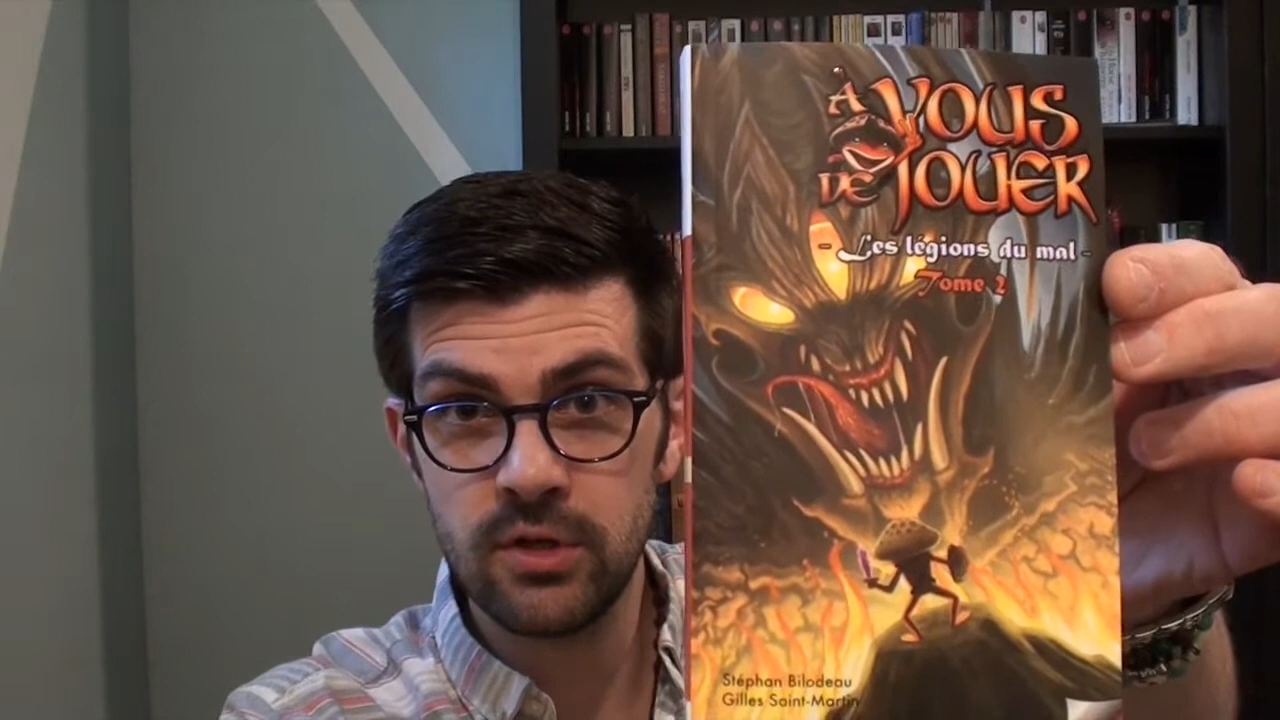 À VOUS
DE JOUER
- Les légions du mal -
Tome 2
Stéphan Bilodeau
Gilles Saint-Martin